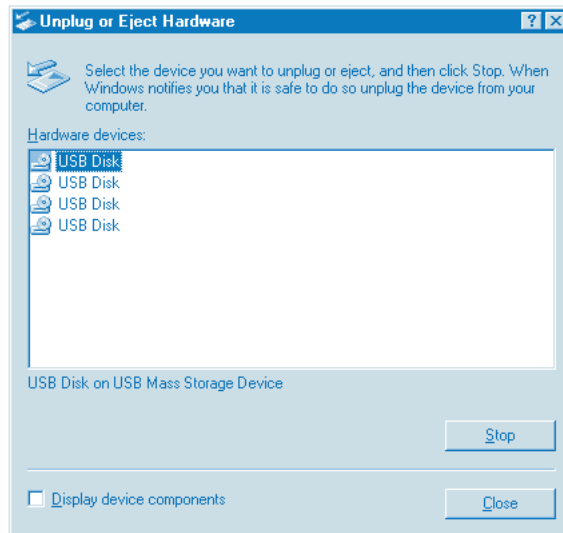 Unplug or Eject Hardware
Select the device you want to unplug or eject, and then click Stop. When
Windows notifies you that it is safe to do so unplug the device from your
computer.
Hardware devices:
USB Disk
USB Disk
USB Disk
USB Disk
USB Disk on USB Mass Storage Device
Stop
Display device components
Close